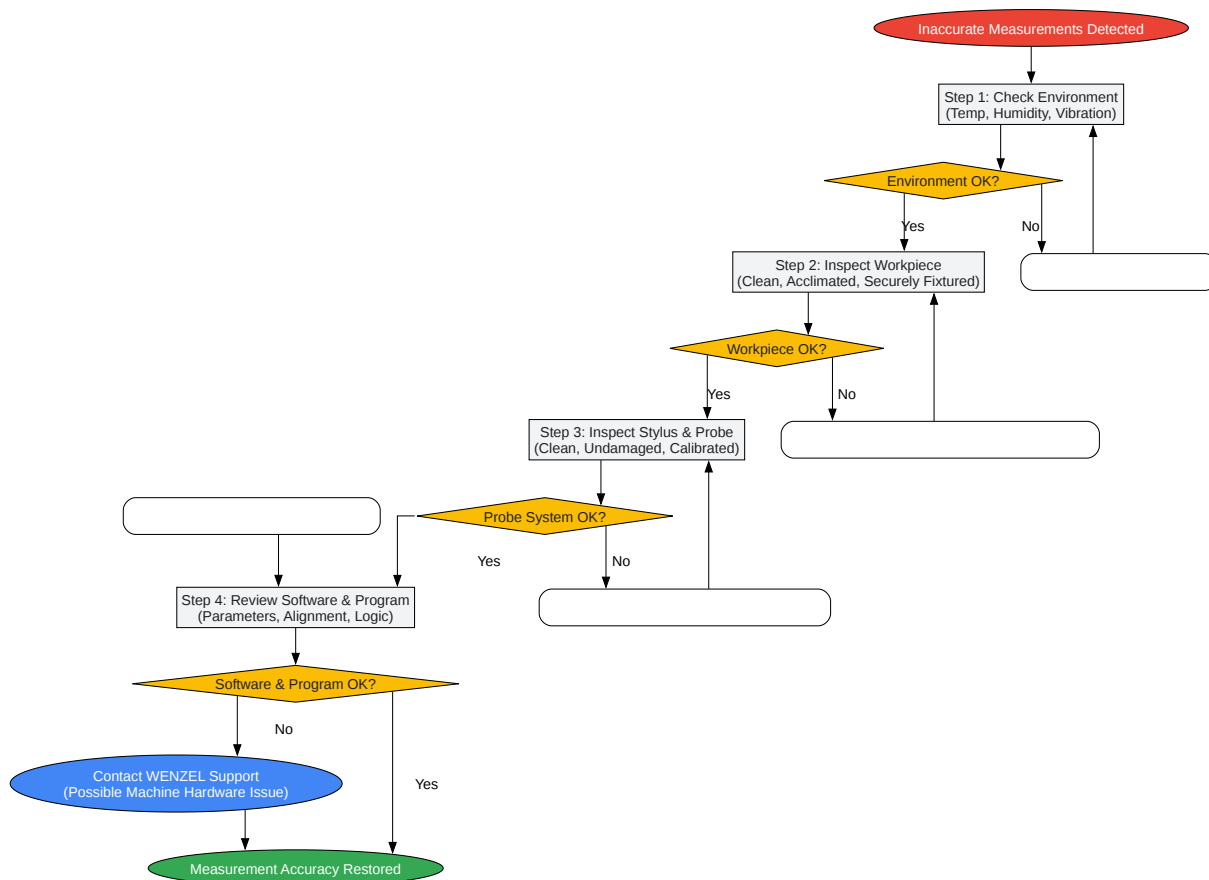 Inaccurate Measurements Detected
Step 1: Check Environment
(Temp, Humidity, Vibration)
Environment OK?
Yes
No
Step 2: Inspect Workpiece
(Clean, Acclimated, Securely Fixtured)
Workpiece OK?
Yes
No
Step 3: Inspect Stylus & Probe
(Clean, Undamaged, Calibrated)
Probe System OK?
Yes
No
Step 4: Review Software & Program
(Parameters, Alignment, Logic)
Software & Program OK?
No
Contact WENZEL Support
(Possible Machine Hardware Issue)
Yes
Measurement Accuracy Restored